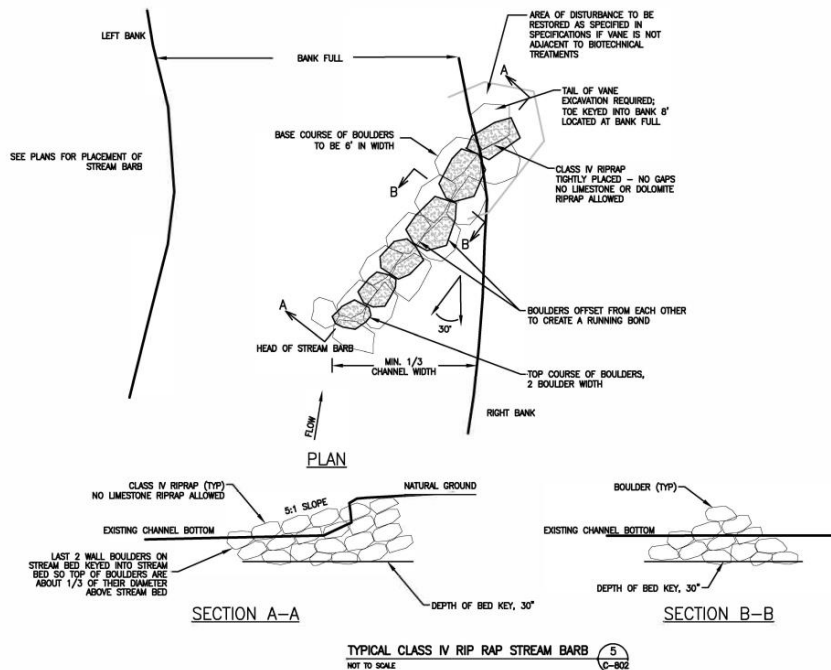 AREA OF DISTURBANCE TO BE
RESTORED AS SPECIFIED IN
SPECIFICATIONS IF VANE IS NOT
ADJACENT TO BIOTECHNICAL
TREATMENTS
LEFT BANK
BANK FULL
A
TAIL OF VANE
EXCAVATION REQUIRED;
TOE KEYED INTO BANK 8'
LOCATED AT BANK FULL
BASE COURSE OF BOULDERS
TO BE 6' IN WIDTH
SEE PLANS FOR PLACEMENT OF
STREAM BARB
CLASS IV RIPRAP
TIGHTLY PLACED – NO GAPS
NO LIMESTONE OR DOLOMITE
RIPRAP ALLOWED
B
B
A
BOULDERS OFFSET FROM EACH OTHER
TO CREATE A RUNNING BOND
30°
HEAD OF STREAM BARB
MIN. 1/3
CHANNEL WIDTH
TOP COURSE OF BOULDERS,
2 BOULDER WIDTH
RIGHT BANK
FLOW
PLAN
CLASS IV RIPRAP (TYP)
NO LIMESTONE RIPRAP ALLOWED
5:1 SLOPE
NATURAL GROUND
EXISTING CHANNEL BOTTOM
LAST 2 WALL BOULDERS ON
STREAM BED KEYED INTO STREAM
BED SO TOP OF BOULDERS ARE
ABOUT 1/3 OF THEIR DIAMETER
ABOVE STREAM BED
DEPTH OF BED KEY, 30"
SECTION A-A
BOULDER (TYP)
EXISTING CHANNEL BOTTOM
DEPTH OF BED KEY, 30"
SECTION B-B
TYPICAL CLASS IV RIP RAP STREAM BARB
5
NOT TO SCALE
C-802